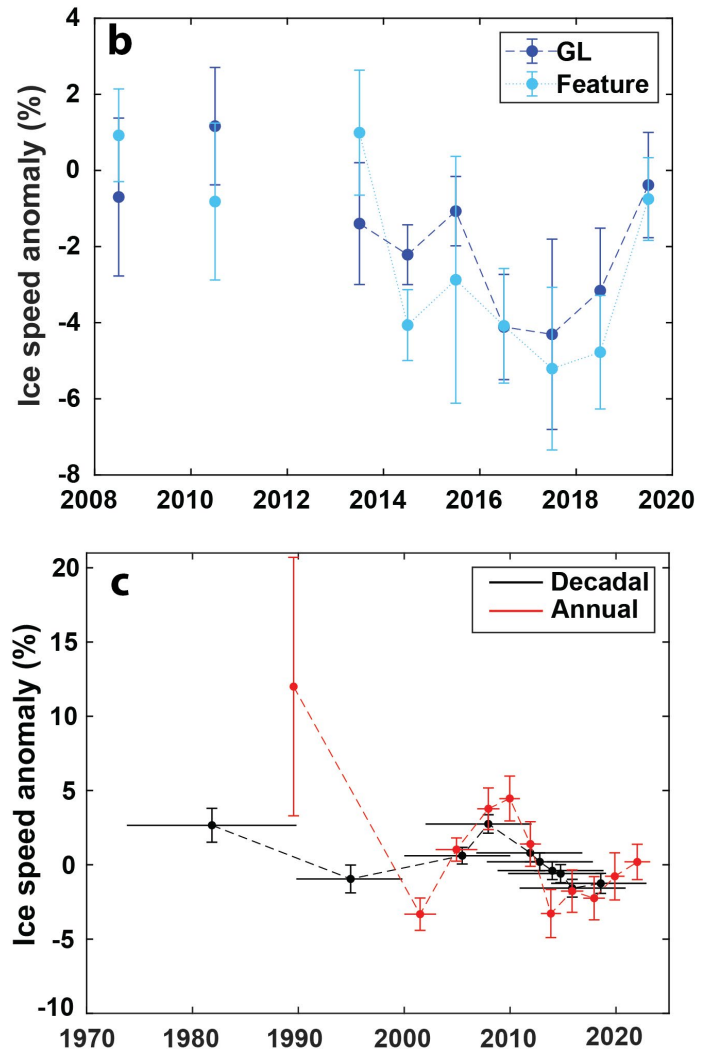 b
GL
Feature
Ice speed anomaly (%)
4
2
0
-2
-4
-6
-8
2008 2010 2012 2014 2016 2018 2020
c
Decadal
Annual
Ice speed anomaly (%)
20
15
10
5
0
-5
-10
1970 1980 1990 2000 2010 2020